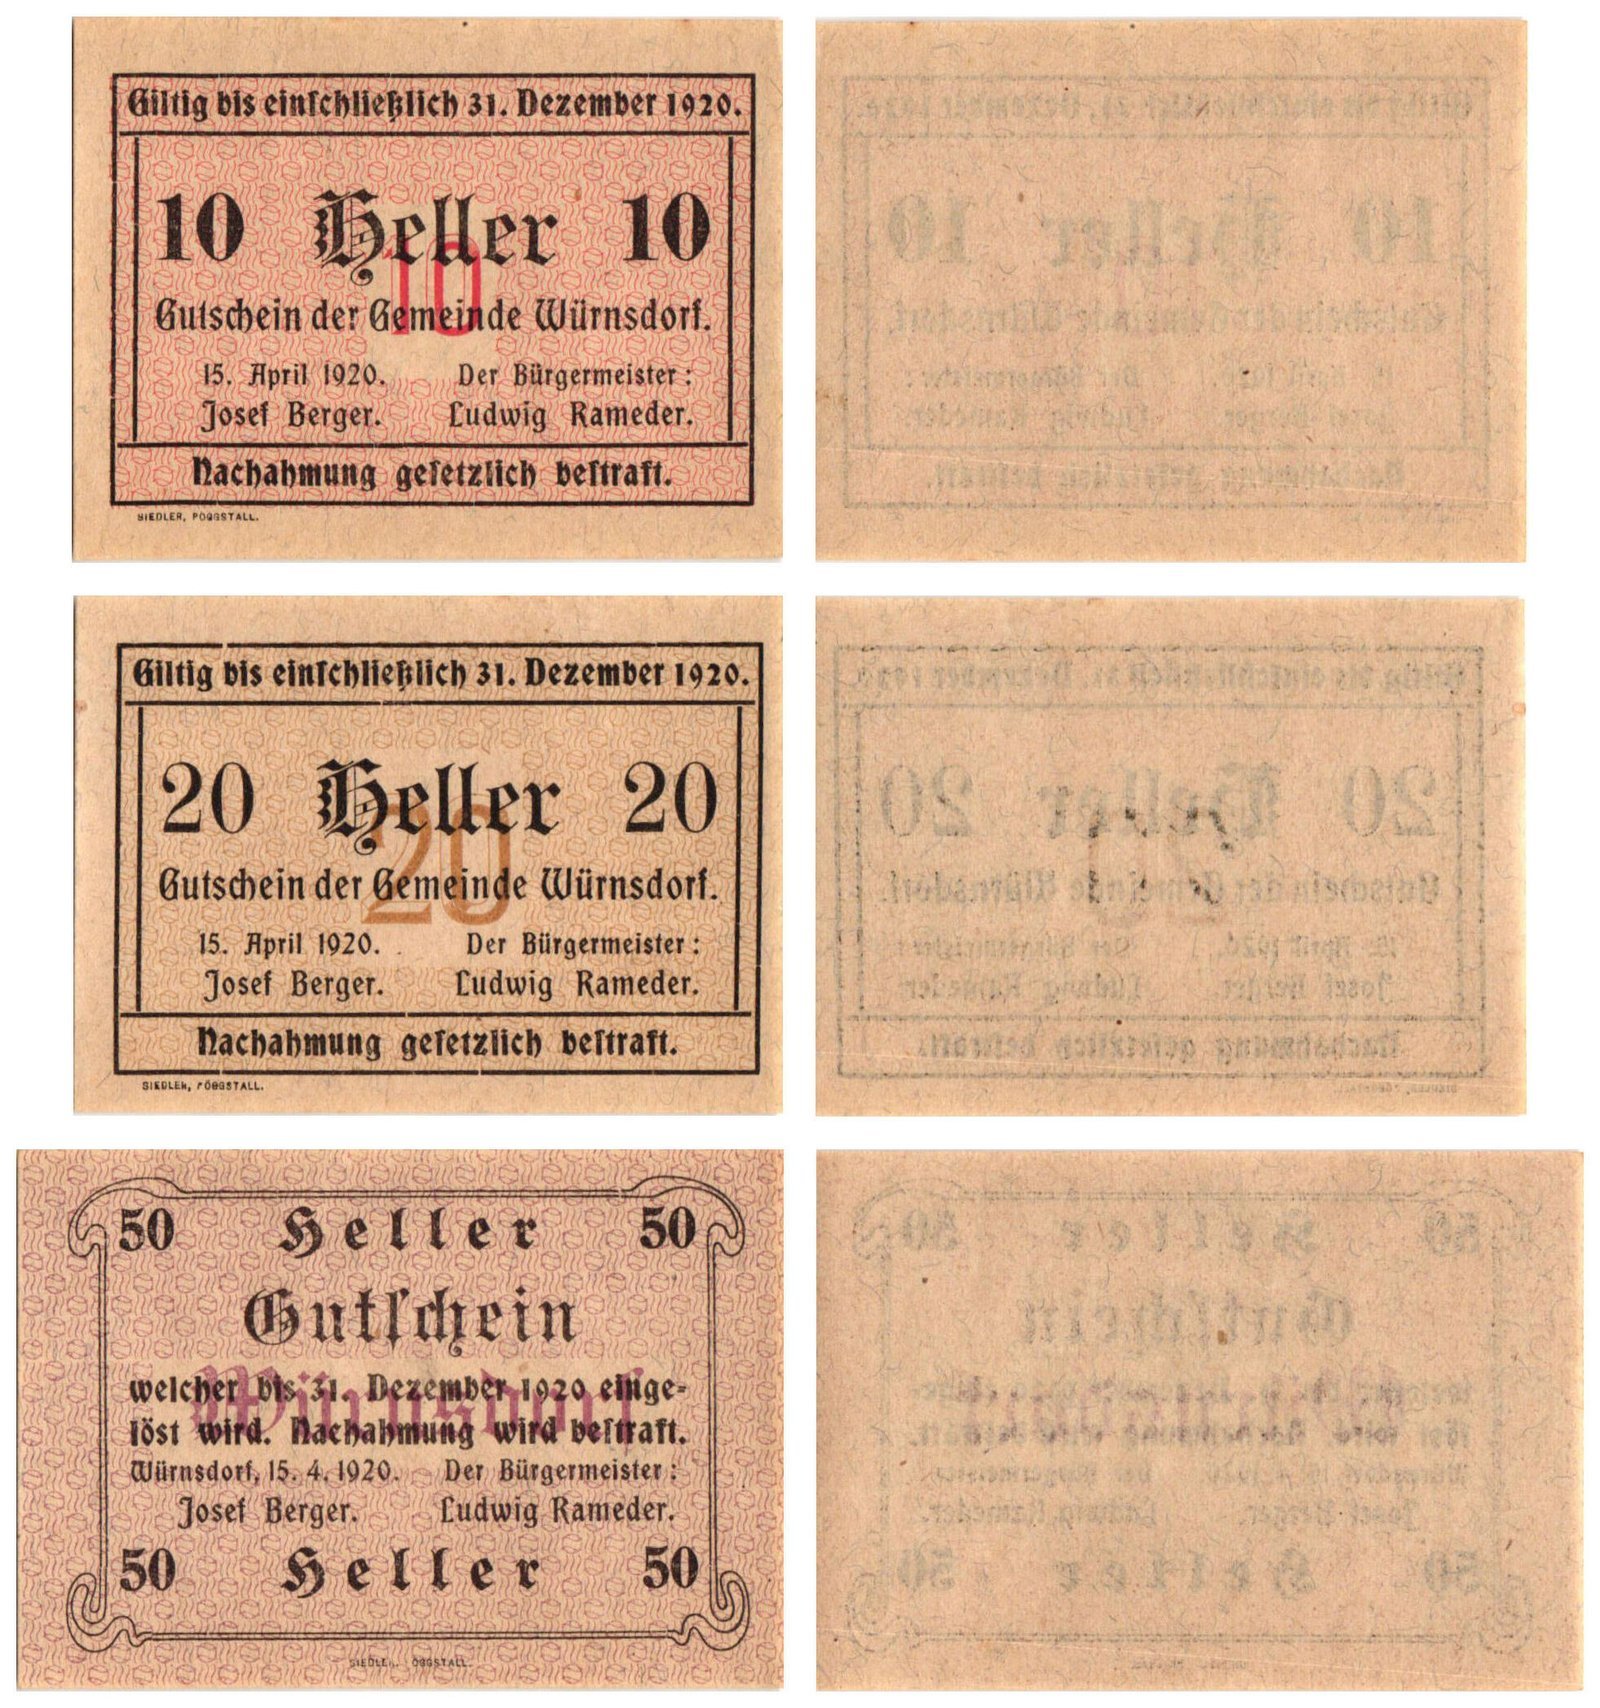 Giltig bis einschließlich 31. Dezember 1920.
10 Heller 10
10
Gutschein der Gemeinde Würnsdorf.
15. April 1920. Der Bürgermeister:
Josef Berger. Ludwig Rameder.
Nachahmung gesetzlich bestraft.
SIEDLER, PÖGGSTALL.
Giltig bis einschließlich 31. Dezember 1920.
20 Heller 20
20
Gutschein der Gemeinde Würnsdorf.
15. April 1920. Der Bürgermeister:
Josef Berger. Ludwig Rameder.
Nachahmung gesetzlich bestraft.
SIEDLER, PÖGGSTALL.
50 Heller 50
Gutschein
Würnsdorf
welcher bis 31. Dezember 1920 einge-
löst wird. Nachahmung wird bestraft.
Würnsdorf, 15. 4. 1920. Der Bürgermeister:
Josef Berger. Ludwig Rameder.
50 Heller 50